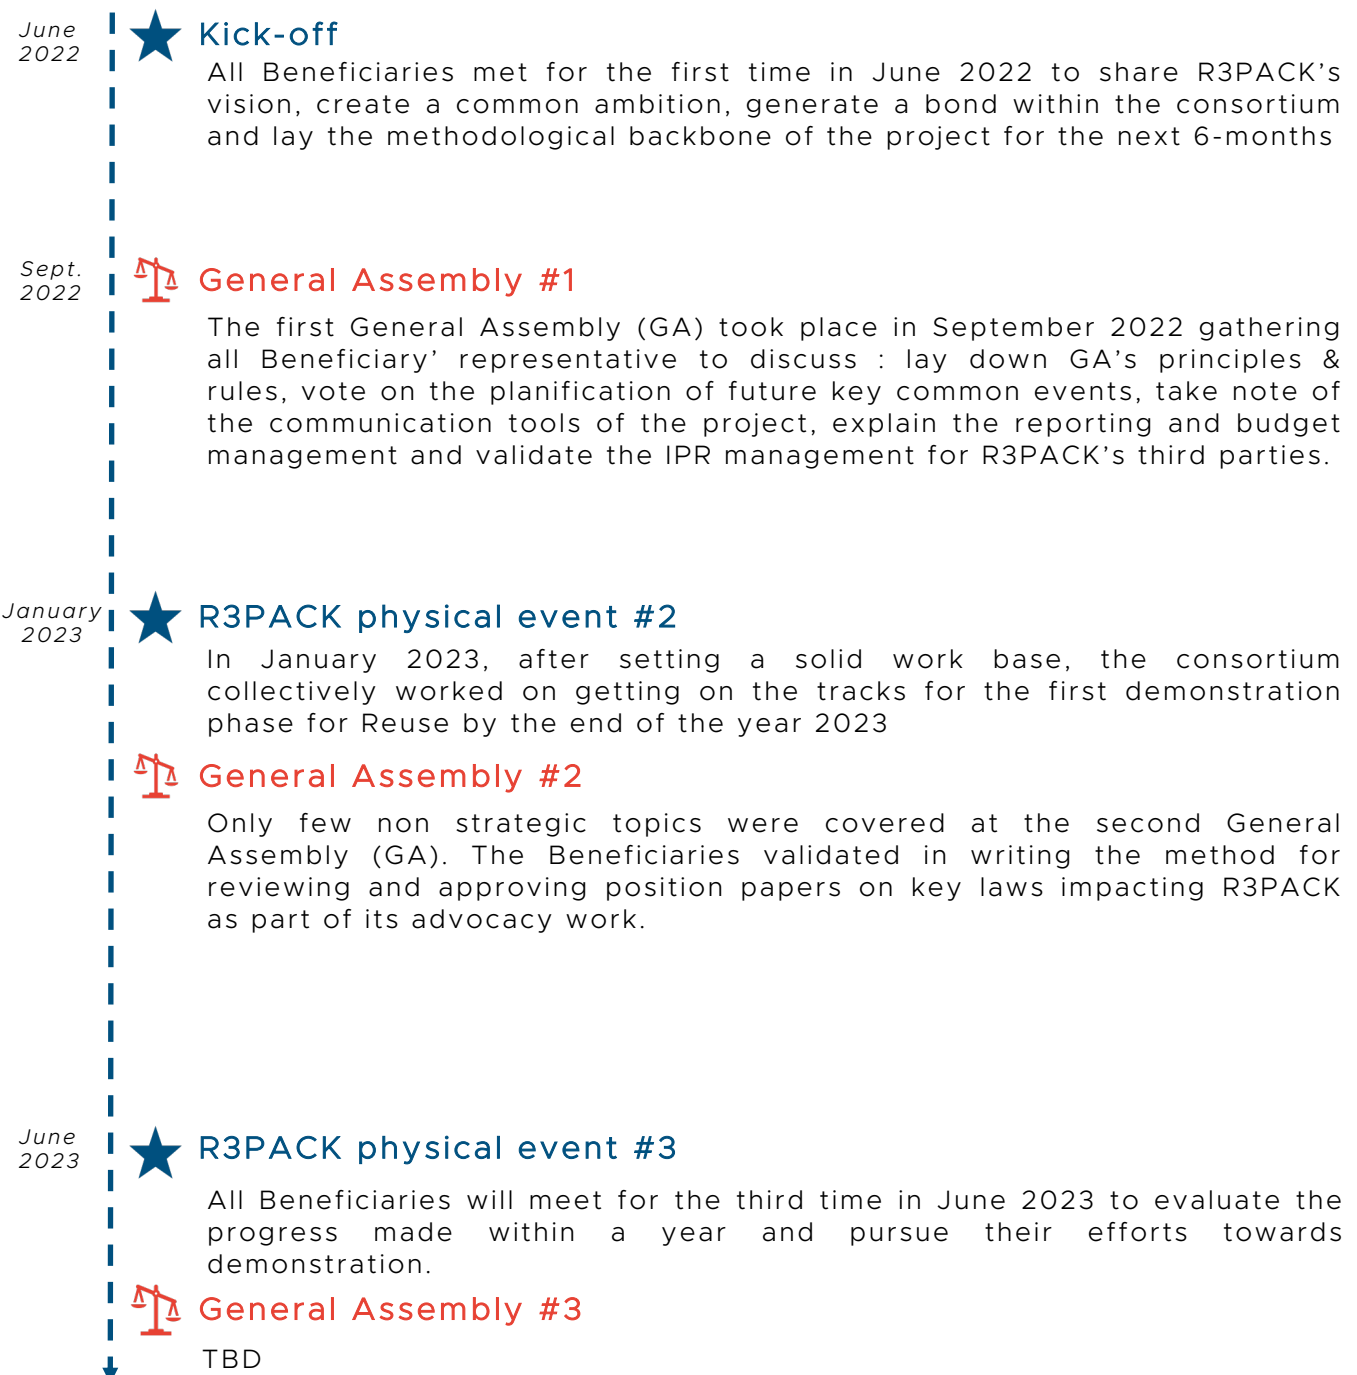 June
2022
Kick-off
All Beneficiaries met for the first time in June 2022 to share R3PACK’s
vision, create a common ambition, generate a bond within the consortium
and lay the methodological backbone of the project for the next 6-months
Sept.
2022
General Assembly #1
The first General Assembly (GA) took place in September 2022 gathering
all Beneficiary’ representative to discuss : lay down GA’s principles &
rules, vote on the planification of future key common events, take note of
the communication tools of the project, explain the reporting and budget
management and validate the IPR management for R3PACK’s third parties.
January
2023
R3PACK physical event #2
In January 2023, after setting a solid work base, the consortium
collectively worked on getting on the tracks for the first demonstration
phase for Reuse by the end of the year 2023
General Assembly #2
Only few non strategic topics were covered at the second General
Assembly (GA). The Beneficiaries validated in writing the method for
reviewing and approving position papers on key laws impacting R3PACK
as part of its advocacy work.
June
2023
R3PACK physical event #3
All Beneficiaries will meet for the third time in June 2023 to evaluate the
progress made within a year and pursue their efforts towards
demonstration.
General Assembly #3
TBD